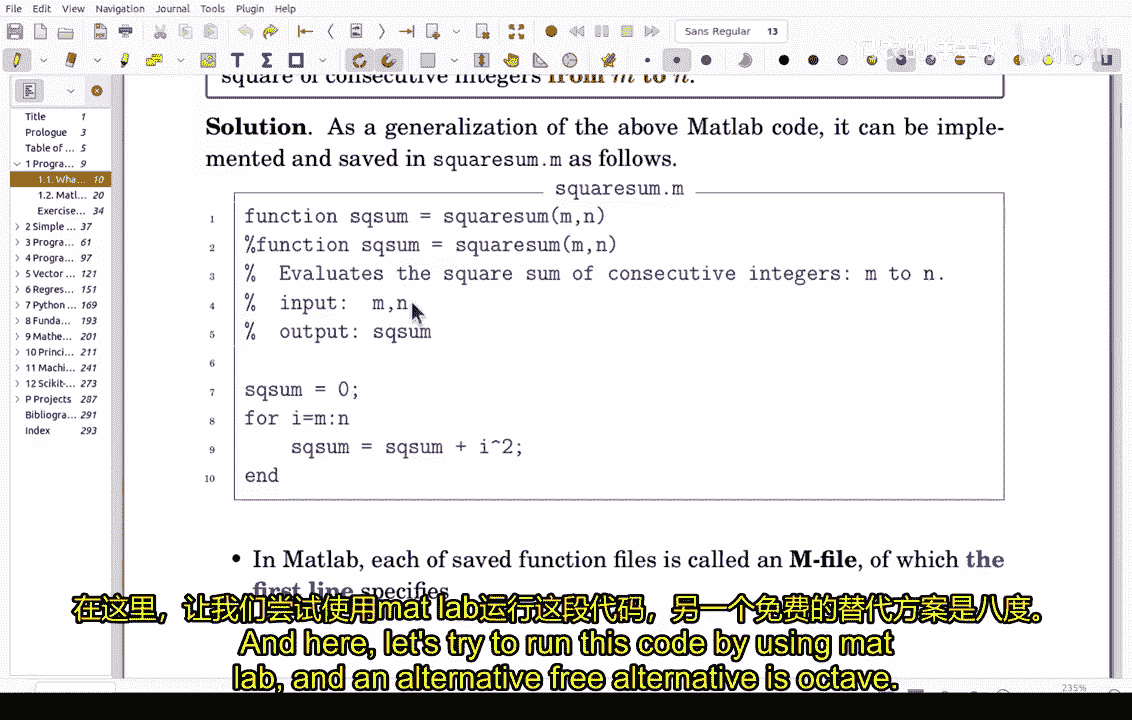 File Edit View Navigation Journal Tools Plugin Help
Sans Regular 13
Title 1
Prologue 3
Table of ... 5
1 Progra... 9
1.1. Wha... 10
1.2. Matl... 20
Exercise... 34
2 Simple ... 37
3 Progra... 61
4 Progra... 97
5 Vector ... 121
6 Regres... 151
7 Python ... 169
8 Funda... 193
9 Mathe... 201
10 Princi... 211
11 Machi... 241
12 Scikit-... 273
P Projects 287
Bibliogra... 291
Index 293
square of consecutive integers from m to n.
Solution. As a generalization of the above Matlab code, it can be imple-
mented and saved in squaresum.m as follows.
squaresum.m
1 function sqsum = squaresum(m,n)
2 %function sqsum = squaresum(m,n)
3 % Evaluates the square sum of consecutive integers: m to n.
4 % input: m,n
5 % output: sqsum
6
7 sqsum = 0;
8 for i=m:n
9 sqsum = sqsum + i^2;
10 end
• In Matlab, each of saved function files is called an M-file, of which the
first line specifies
在这里，让我们尝试使用mat lab运行这段代码，另一个免费的替代方案是八度。
And here, let's try to run this code by using mat
lab, and an alternative free alternative is octave.
235%